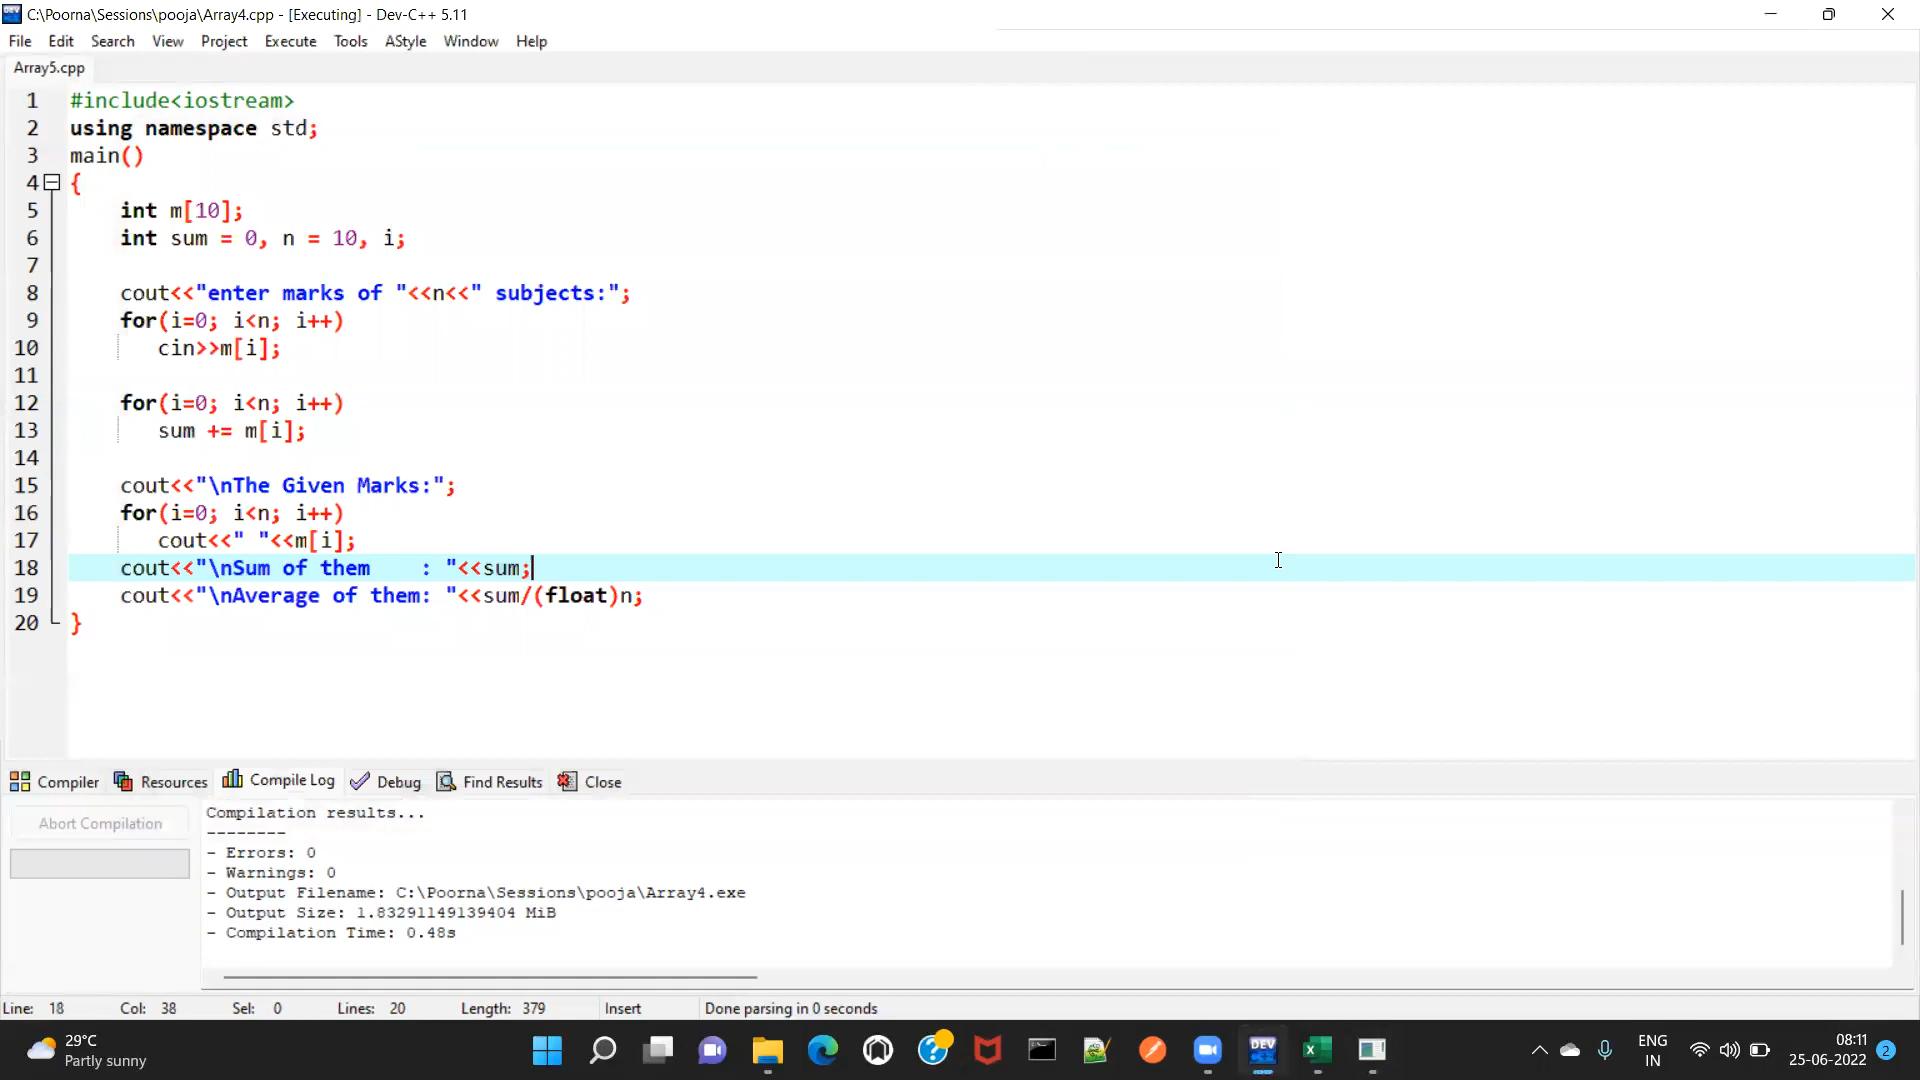 C:\Poorna\Sessions\pooja\Array4.cpp - [Executing] - Dev-C++ 5.11
File Edit Search View Project Execute Tools AStyle Window Help
Array5.cpp
1 #include<iostream>
2 using namespace std;
3 main()
4 {
5 int m[10];
6 int sum = 0, n = 10, i;
7
8 cout<<"enter marks of "<<n<<" subjects:";
9 for(i=0; i<n; i++)
10 cin>>m[i];
11
12 for(i=0; i<n; i++)
13 sum += m[i];
14
15 cout<<"\nThe Given Marks:";
16 for(i=0; i<n; i++)
17 cout<<" "<<m[i];
18 cout<<"\nSum of them    : "<<sum;
19 cout<<"\nAverage of them: "<<sum/(float)n;
20 }
Compiler Resources Compile Log Debug Find Results Close
Abort Compilation
Compilation results...
--------
- Errors: 0
- Warnings: 0
- Output Filename: C:\Poorna\Sessions\pooja\Array4.exe
- Output Size: 1.83291149139404 MiB
- Compilation Time: 0.48s
Line: 18 Col: 38 Sel: 0 Lines: 20 Length: 379 Insert Done parsing in 0 seconds
29°C
Partly sunny
DEV
ENG
IN
08:11
25-06-2022
2